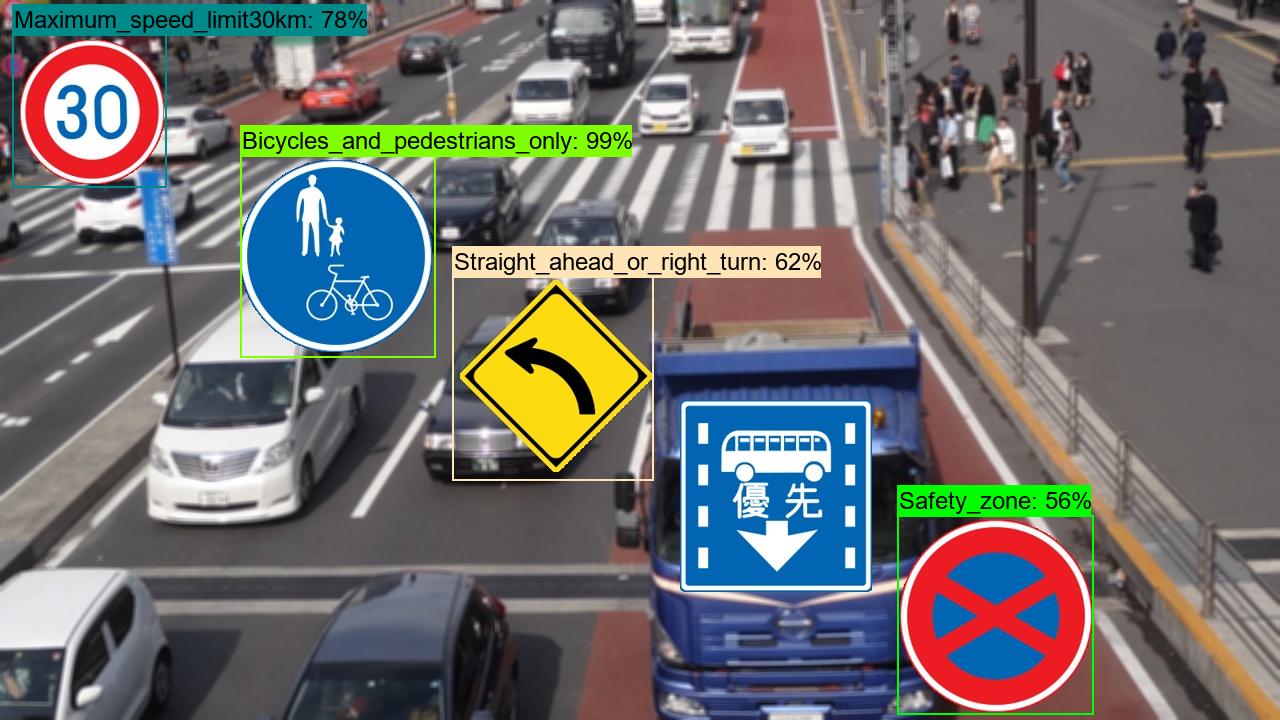 Maximum_speed_limit30km: 78%
30
Bicycles_and_pedestrians_only: 99%
Straight_ahead_or_right_turn: 62%
優先
Safety_zone: 56%